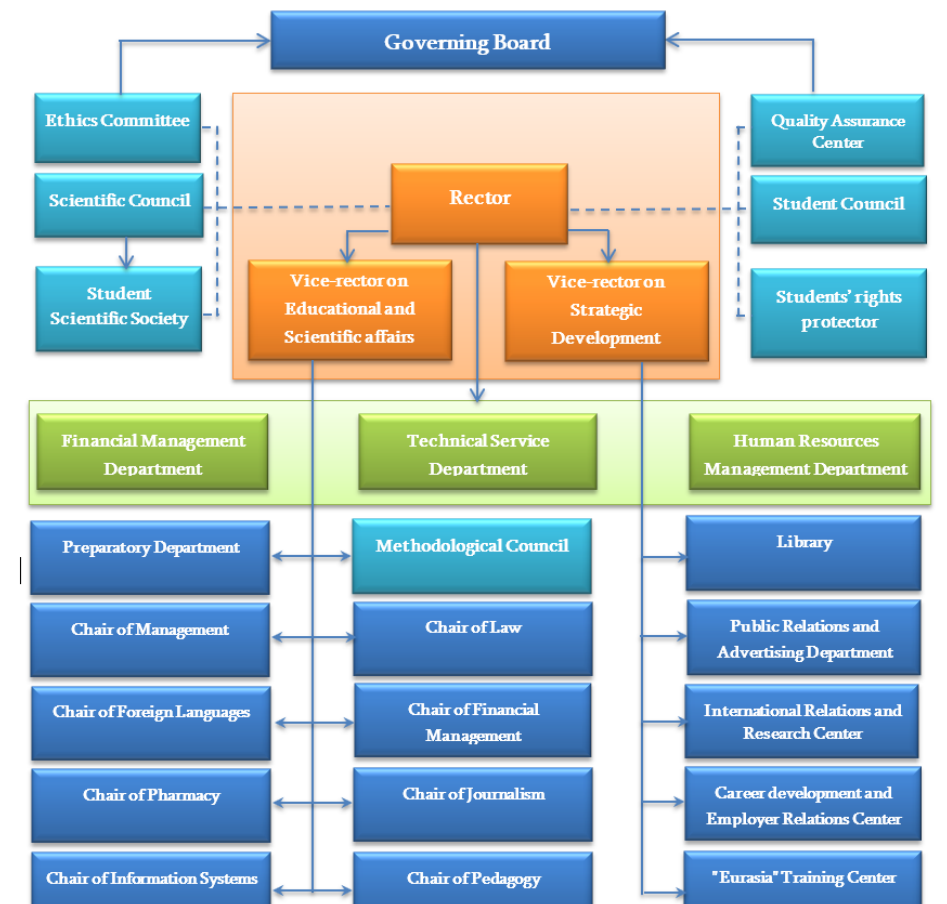 Governing Board
Ethics Committee
Quality Assurance
Center
Scientific Council
Rector
Student Council
Student
Scientific Society
Vice-rector on
Educational and
Scientific affairs
Vice-rector on
Strategic
Development
Students' rights
protector
Financial Management
Department
Technical Service
Department
Human Resources
Management Department
Preparatory Department
Methodological Council
Library
Chair of Management
Chair of Law
Public Relations and
Advertising Department
Chair of Foreign Languages
Chair of Financial
Management
International Relations and
Research Center
Chair of Pharmacy
Chair of Journalism
Career development and
Employer Relations Center
Chair of Information Systems
Chair of Pedagogy
"Eurasia" Training Center